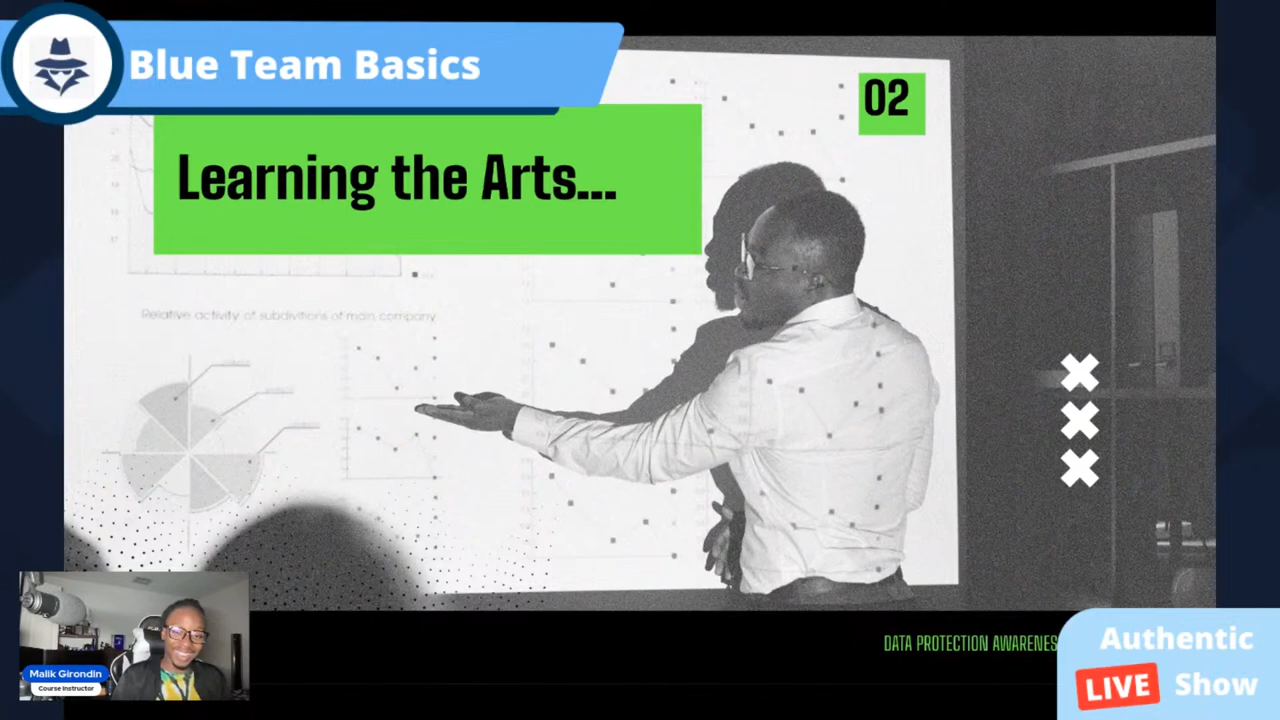 Blue Team Basics
02
Learning the Arts...
Relative activity of subdivitions of main company
Malik Girondin
Course Instructor
DATA PROTECTION AWARENES
Authentic
LIVE Show